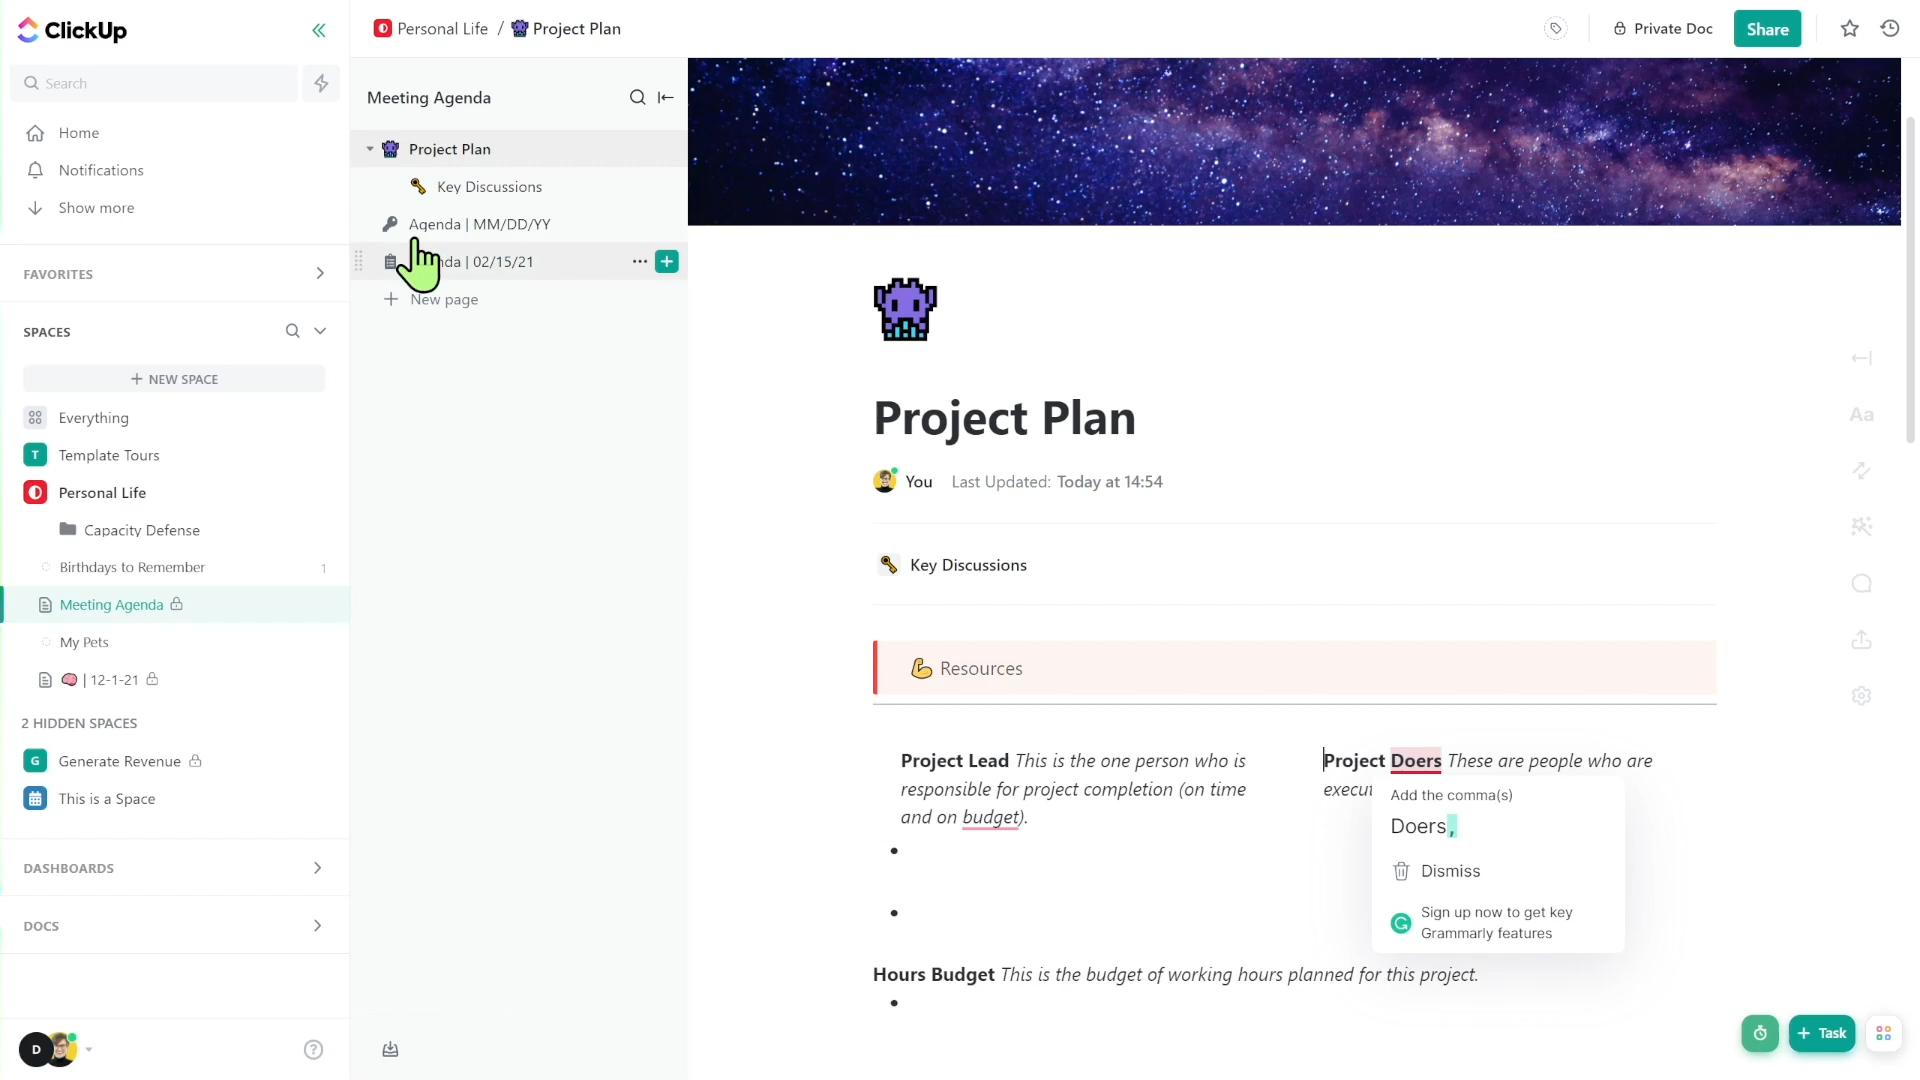 ClickUp
Search
Home
Notifications
Show more
FAVORITES
SPACES
+ NEW SPACE
Everything
T Template Tours
Personal Life
Capacity Defense
Birthdays to Remember 1
Meeting Agenda
My Pets
| 12-1-21
2 HIDDEN SPACES
G Generate Revenue
This is a Space
DASHBOARDS
DOCS
D
?
Personal Life / Project Plan
Private Doc
Share
Meeting Agenda
Project Plan
Key Discussions
Agenda | MM/DD/YY
nda | 02/15/21
+ New page
Project Plan
You Last Updated: Today at 14:54
Key Discussions
Resources
Project Lead This is the one person who is
responsible for project completion (on time
and on budget).
Project Doers These are people who are
execut
Add the comma(s)
Doers,
Dismiss
Sign up now to get key
Grammarly features
Hours Budget This is the budget of working hours planned for this project.
Aa
+ Task